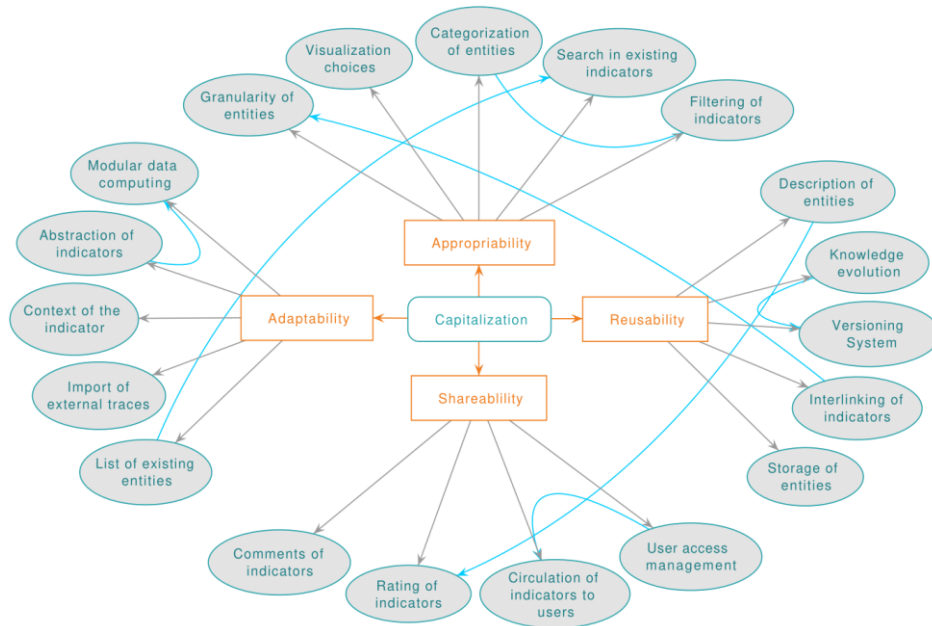 Categorization
of entities
Visualization
choices
Search in existing
indicators
Granularity of
entities
Filtering of
indicators
Modular data
computing
Description of
entities
Abstraction of
indicators
Appropriability
Knowledge
evolution
Context of the
indicator
Adaptability
Capitalization
Reusability
Versioning
System
Import of
external traces
Shareablility
Interlinking of
indicators
List of existing
entities
Storage of
entities
Comments of
indicators
Rating of
indicators
Circulation of
indicators to
users
User access
management